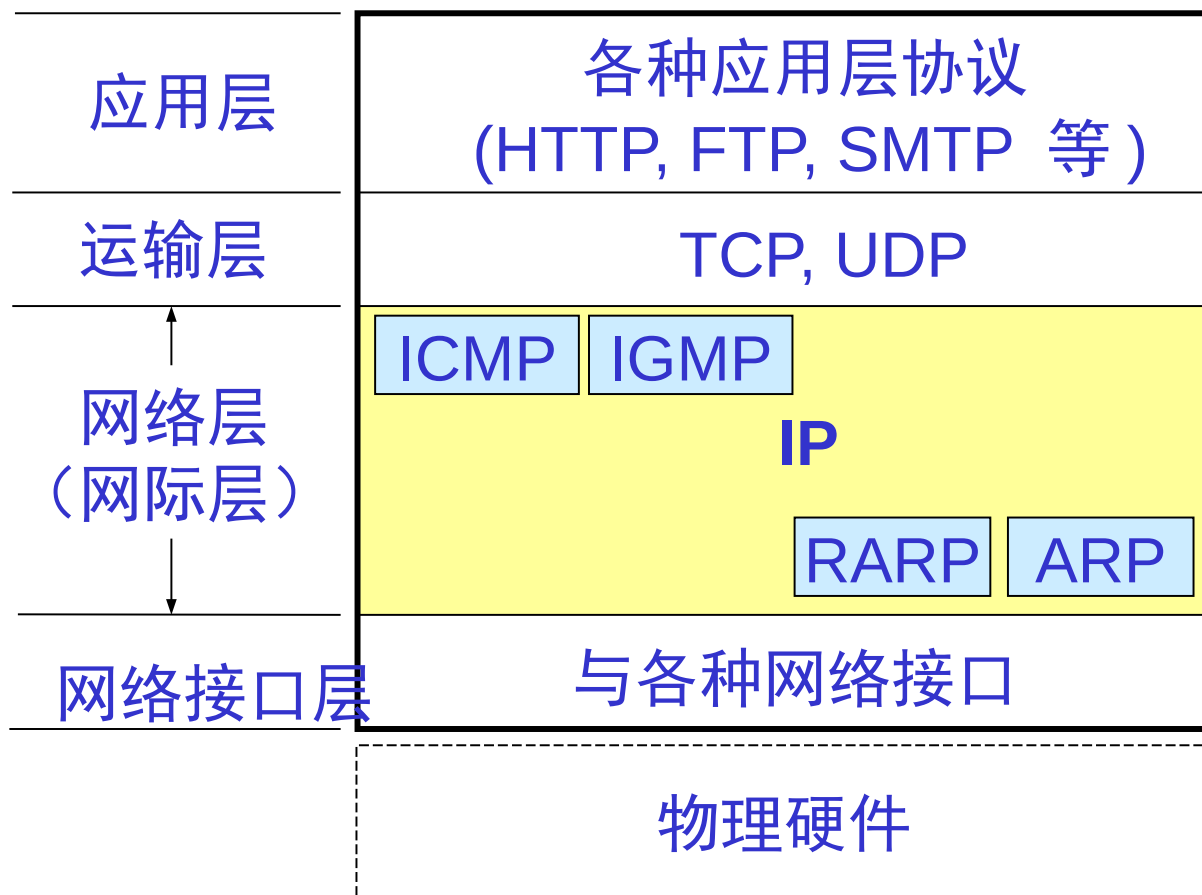 应用层
各种应用层协议
(HTTP, FTP, SMTP 等)
运输层
TCP, UDP
ICMP
IGMP
网络层
(网际层)
IP
RARP
ARP
网络接口层
与各种网络接口
物理硬件